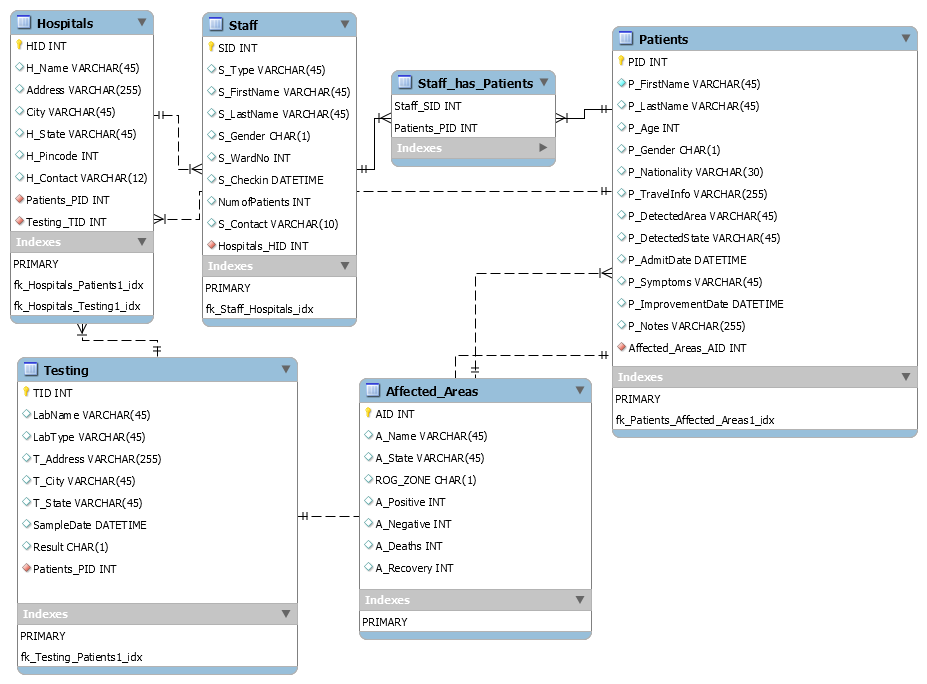 Hospitals
HID INT
H_Name VARCHAR(45)
Address VARCHAR(255)
City VARCHAR(45)
H_State VARCHAR(45)
H_Pincode INT
H_Contact VARCHAR(12)
Patients_PID INT
Testing_TID INT
Indexes
PRIMARY
fk_Hospitals_Patients1_idx
fk_Hospitals_Testing1_idx
Staff
SID INT
S_Type VARCHAR(45)
S_FirstName VARCHAR(45)
S_LastName VARCHAR(45)
S_Gender CHAR(1)
S_WardNo INT
S_Checkin DATETIME
NumofPatients INT
S_Contact VARCHAR(10)
Hospitals_HID INT
Indexes
PRIMARY
fk_Staff_Hospitals_idx
Staff_has_Patients
Staff_SID INT
Patients_PID INT
Indexes
Patients
PID INT
P_FirstName VARCHAR(45)
P_LastName VARCHAR(45)
P_Age INT
P_Gender CHAR(1)
P_Nationality VARCHAR(30)
P_TravelInfo VARCHAR(255)
P_DetectedArea VARCHAR(45)
P_DetectedState VARCHAR(45)
P_AdmitDate DATETIME
P_Symptoms VARCHAR(45)
P_ImprovementDate DATETIME
P_Notes VARCHAR(255)
Affected_Areas_AID INT
Indexes
PRIMARY
fk_Patients_Affected_Areas1_idx
Testing
TID INT
LabName VARCHAR(45)
LabType VARCHAR(45)
T_Address VARCHAR(255)
T_City VARCHAR(45)
T_State VARCHAR(45)
SampleDate DATETIME
Result CHAR(1)
Patients_PID INT
Indexes
PRIMARY
fk_Testing_Patients1_idx
Affected_Areas
AID INT
A_Name VARCHAR(45)
A_State VARCHAR(45)
ROG_ZONE CHAR(1)
A_Positive INT
A_Negative INT
A_Deaths INT
A_Recovery INT
Indexes
PRIMARY